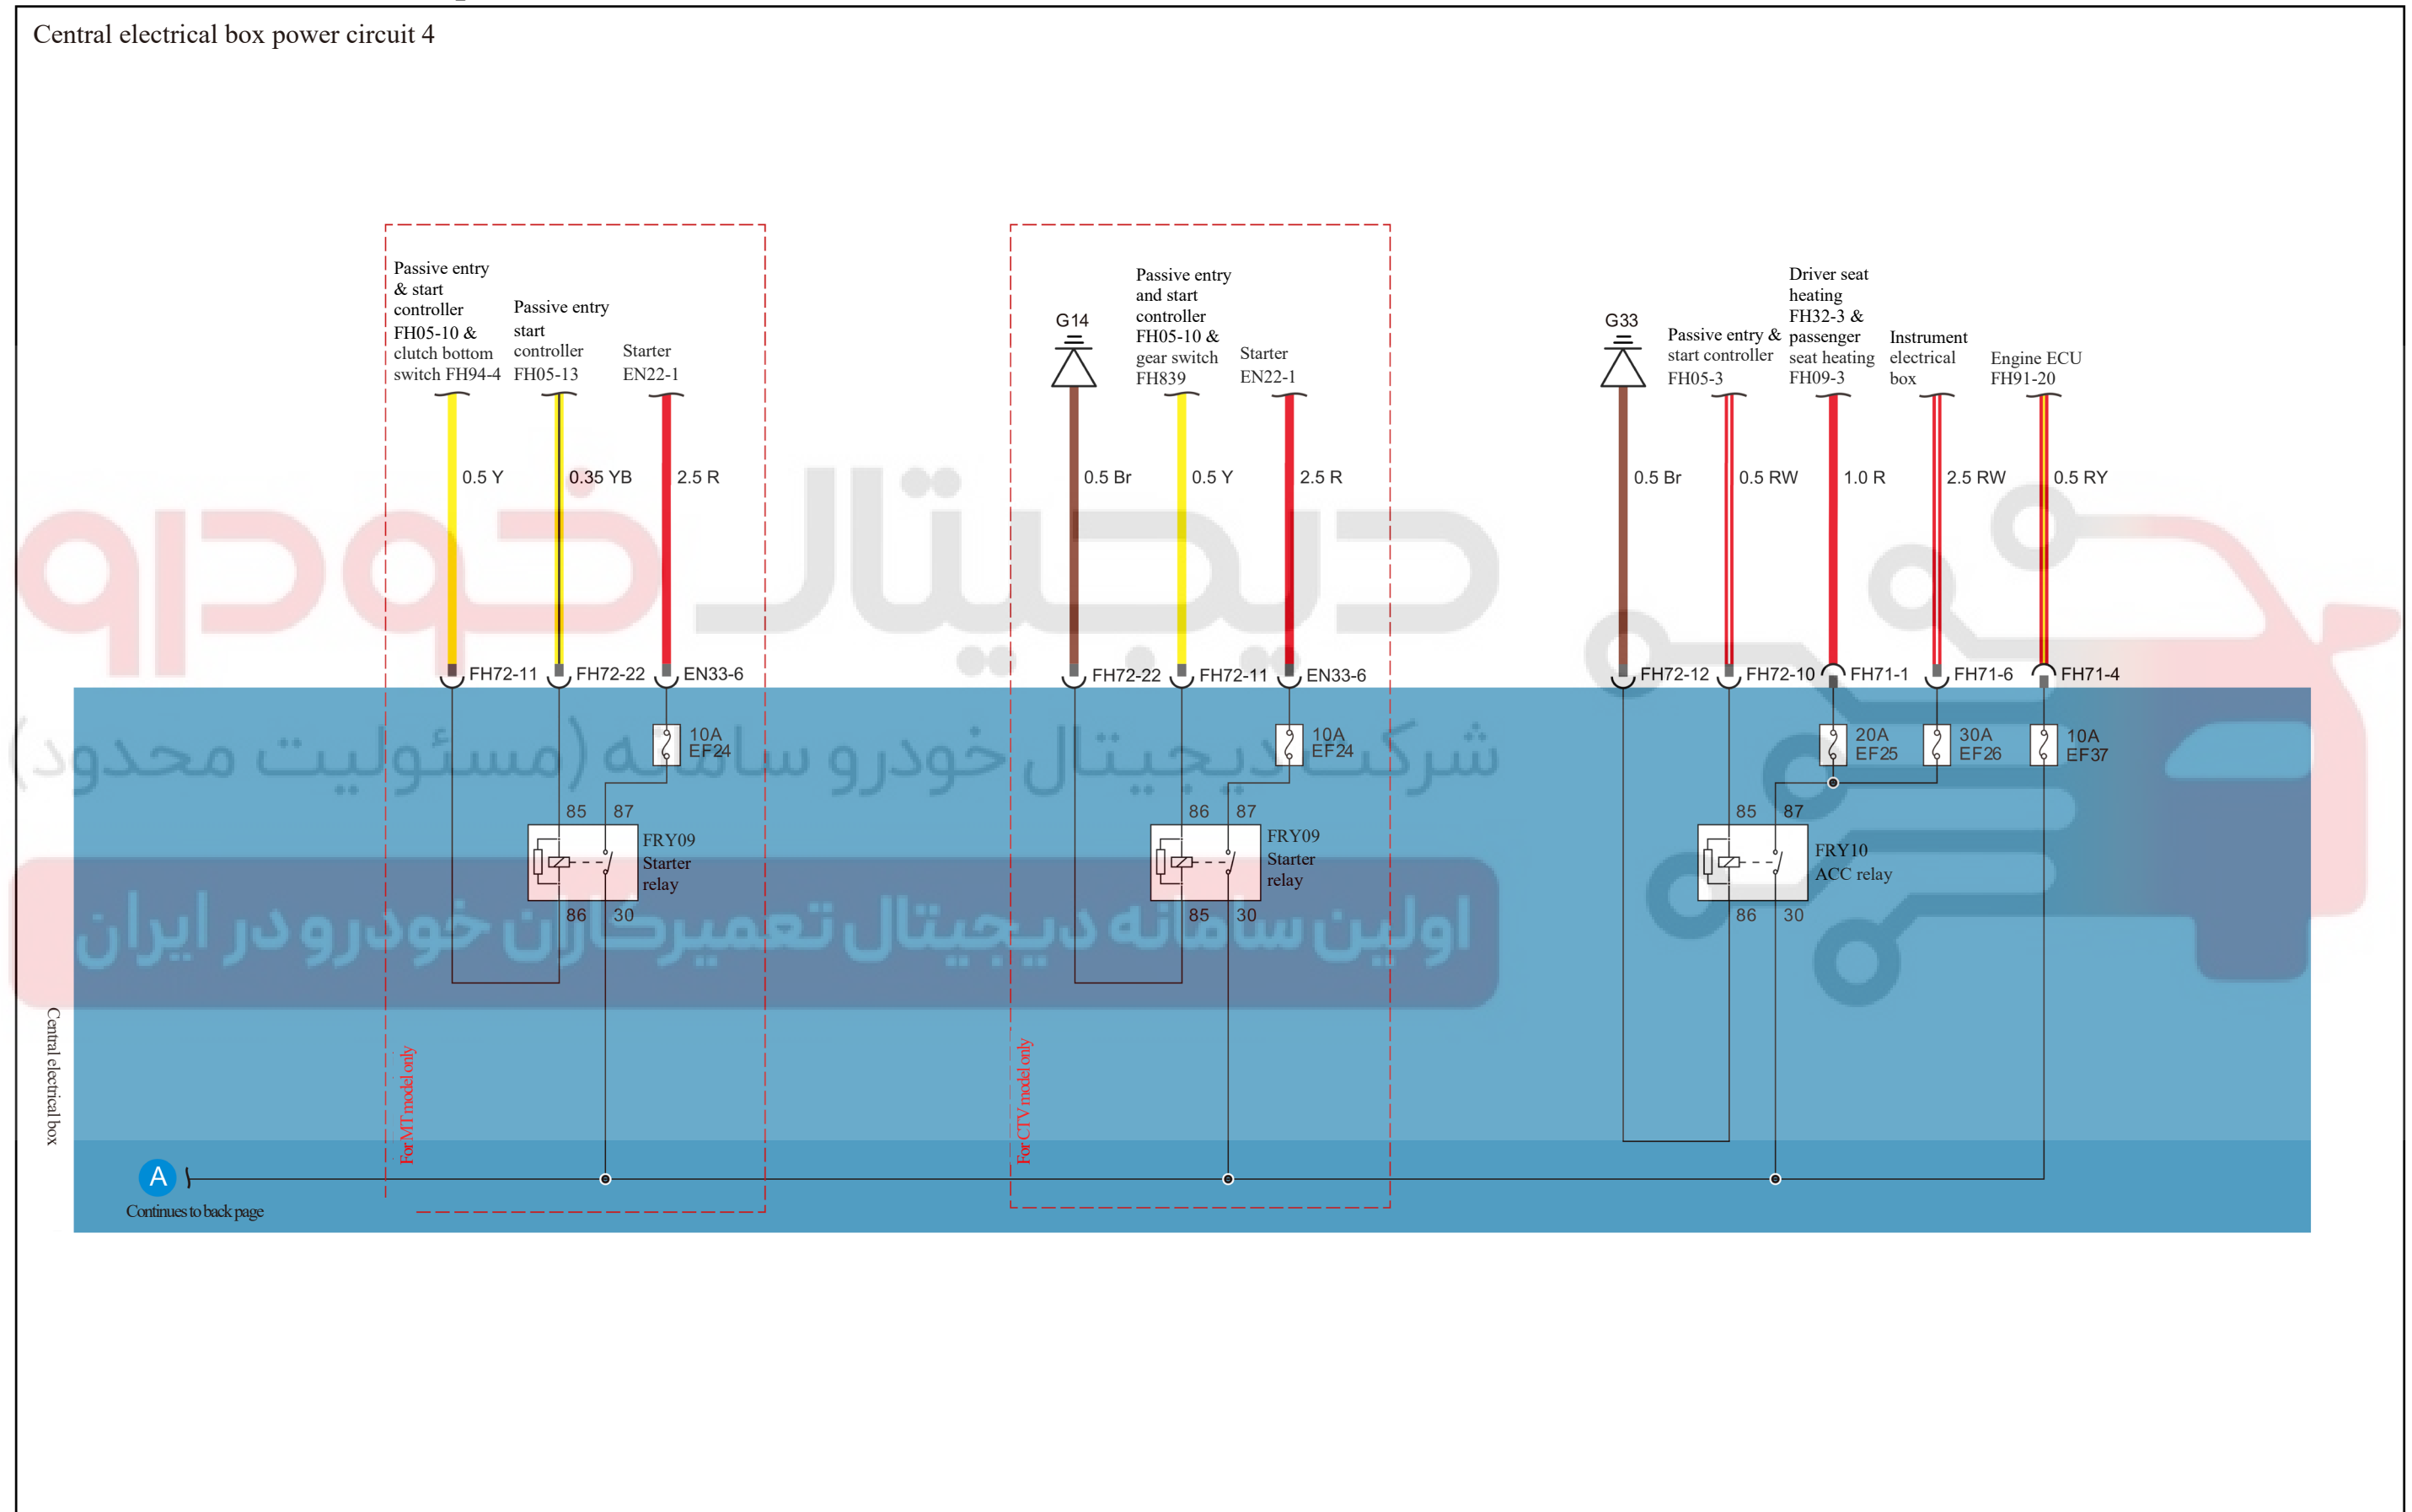 Central electrical box power circuit 4
Passive entry
& start
controller
FH05-10 &
clutch bottom
switch FH94-4
Passive entry
start
controller
FH05-13
Starter
EN22-1
G14
Passive entry
and start
controller
FH05-10 &
gear switch
FH839
Starter
EN22-1
G33
Passive entry &
start controller
FH05-3
Driver seat
heating
FH32-3 &
passenger
seat heating
FH09-3
Instrument
electrical
box
Engine ECU
FH91-20
0.5 Y
0.35 YB
2.5 R
0.5 Br
0.5 Y
2.5 R
0.5 Br
0.5 RW
1.0 R
2.5 RW
0.5 RY
دیجیتال خودرو
FH72-11
FH72-22
EN33-6
FH72-22
FH72-11
EN33-6
FH72-12
FH72-10
FH71-1
FH71-6
FH71-4
شرکت دیجیتال خودرو سامانه (مسئولیت محدود)
10A
EF24
10A
EF24
20A
EF25
30A
EF26
10A
EF37
85
87
FRY09
Starter
relay
86
30
86
87
FRY09
Starter
relay
85
30
85
87
FRY10
ACC relay
86
30
اولین سامانه دیجیتال تعمیرکاران خودرو در ایران
Central electrical box
For MT model only
For CTV model only
A
Continues to back page